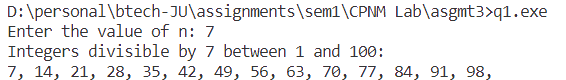 D:\personal\btech-JU\assignments\sem1\CPNM Lab\asgmt3>q1.exe
Enter the value of n: 7
Integers divisible by 7 between 1 and 100:
7, 14, 21, 28, 35, 42, 49, 56, 63, 70, 77, 84, 91, 98,